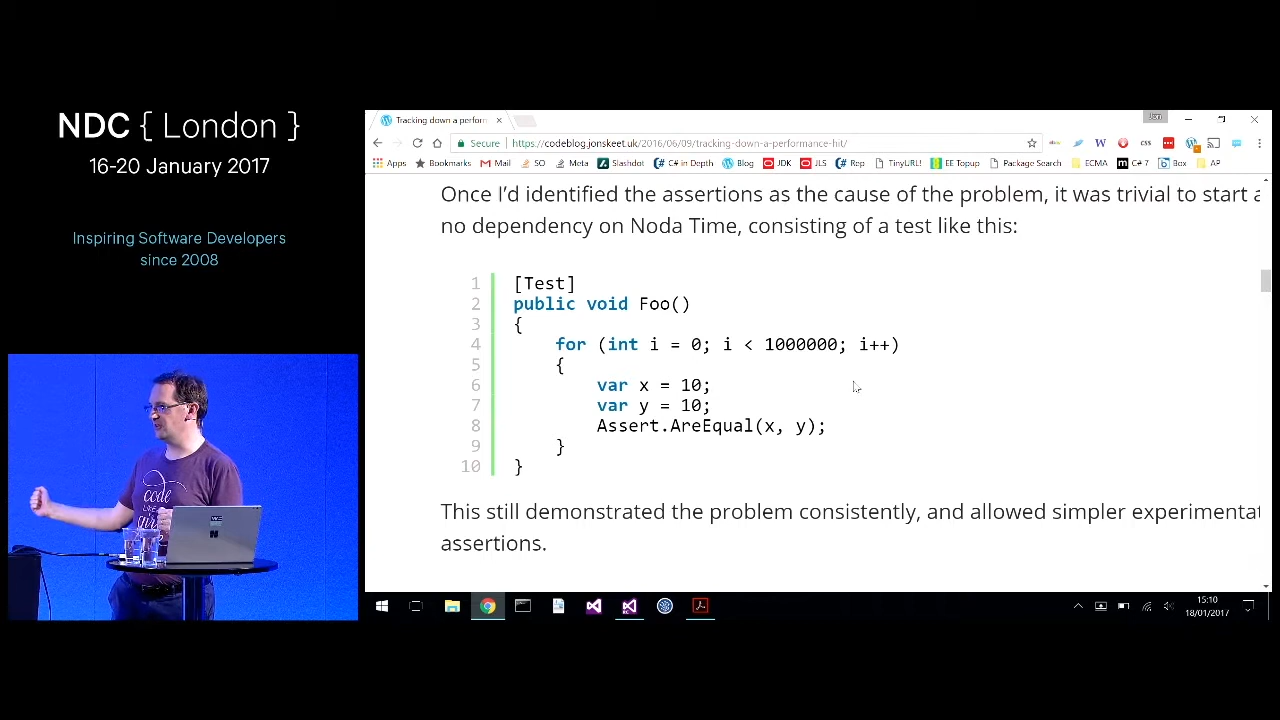 NDC { London }
16-20 January 2017
Inspiring Software Developers
since 2008
code
LIKE A
Tracking down a perform
Jon
Secure
https://codeblog.jonskeet.uk/2016/06/09/tracking-down-a-performance-hit/
Apps Bookmarks Mail SO Meta Slashdot C# in Depth Blog JDK JLS C# Rep TinyURL! EE Topup Package Search ECMA C# 7 Box AP
Once I'd identified the assertions as the cause of the problem, it was trivial to start a
no dependency on Noda Time, consisting of a test like this:
1 [Test]
2 public void Foo()
3 {
4 for (int i = 0; i < 1000000; i++)
5 {
6 var x = 10;
7 var y = 10;
8 Assert.AreEqual(x, y);
9 }
10 }
This still demonstrated the problem consistently, and allowed simpler experimentat
assertions.
15:10
18/01/2017